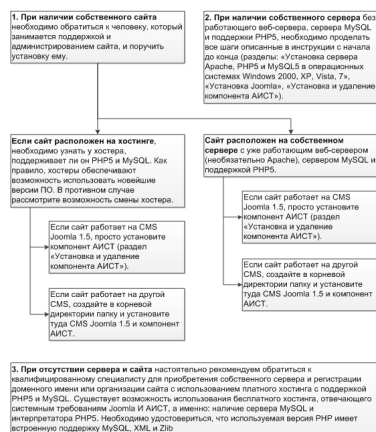 1. При наличии собственного сайта
необходимо обратиться к человеку, который
занимается поддержкой и
администрированием сайта, и поручить
установку ему.
2. При наличии собственного сервера без
работающего веб-сервера, сервера MySQL
и поддержки PHP5, необходимо проделать
все шаги описанные в инструкции с начала
до конца (разделы: «Установка сервера
Apache, PHP5 и MySQL5 в операционных
системах Windows 2000, XP, Vista, 7»,
«Установка Joomla», «Установка и удаление
компонента АИСТ»).
Если сайт расположен на хостинге,
необходимо узнать у хостера,
поддерживает ли он PHP5 и MySQL. Как
правило, хостеры обеспечивают
возможность использовать новейшие
версии ПО. В противном случае
рассмотрите возможность смены хостера.
Сайт расположен на собственном
сервере с уже работающим веб-сервером
(необязательно Apache), сервером MySQL и
поддержкой PHP5.
Если сайт работает на CMS
Joomla 1.5, просто установите
компонент АИСТ (раздел
«Установка и удаление
компонента АИСТ»).
Если сайт работает на другой
CMS, создайте в корневой
директории папку и установите
туда CMS Joomla 1.5 и компонент
АИСТ.
Если сайт работает на CMS
Joomla 1.5, просто установите
компонент АИСТ (раздел
«Установка и удаление
компонента АИСТ»).
Если сайт работает на другой
CMS, создайте в корневой
директории папку и установите
туда CMS Joomla 1.5 и компонент
АИСТ.
3. При отсутствии сервера и сайта настоятельно рекомендуем обратиться к
квалифицированному специалисту для приобретения собственного сервера и регистрации
доменного имени или организации сайта с использованием платного хостинга с поддержкой
PHP5 и MySQL. Существует возможность использования бесплатного хостинга, отвечающего
системным требованиям Joomla И АИСТ, а именно: наличие сервера MySQL и
интерпретатора PHP5. Необходимо удостовериться, что используемая версия PHP имеет
встроенную поддержку MySQL, XML и Zlib